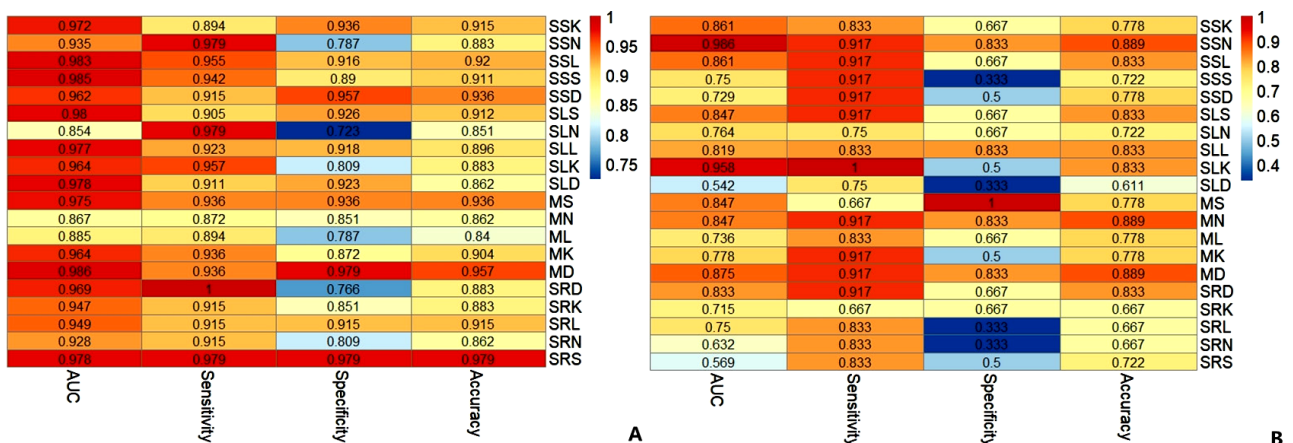 0.972 0.894 0.936 0.915 SSK
0.935 0.979 0.787 0.883 SSN
0.983 0.955 0.916 0.92 SSL
0.985 0.942 0.89 0.911 SSS
0.962 0.915 0.957 0.936 SSD
0.98 0.905 0.926 0.912 SLS
0.854 0.979 0.723 0.851 SLN
0.977 0.923 0.918 0.896 SLL
0.964 0.957 0.809 0.883 SLK
0.978 0.911 0.923 0.862 SLD
0.975 0.936 0.936 0.936 MS
0.867 0.872 0.851 0.862 MN
0.885 0.894 0.787 0.84 ML
0.964 0.936 0.872 0.904 MK
0.986 0.936 0.979 0.957 MD
0.969 1 0.766 0.883 SRD
0.947 0.915 0.851 0.883 SRK
0.949 0.915 0.915 0.915 SRL
0.928 0.915 0.809 0.862 SRN
0.978 0.979 0.979 0.979 SRS
AUC Sensitivity Specificity Accuracy
1
0.95
0.9
0.85
0.8
0.75
A
0.861 0.833 0.667 0.778 SSK
0.986 0.917 0.833 0.889 SSN
0.861 0.917 0.667 0.833 SSL
0.75 0.917 0.333 0.722 SSS
0.729 0.917 0.5 0.778 SSD
0.847 0.917 0.667 0.833 SLS
0.764 0.75 0.667 0.722 SLN
0.819 0.833 0.833 0.833 SLL
0.958 1 0.5 0.833 SLK
0.542 0.75 0.333 0.611 SLD
0.847 0.667 1 0.778 MS
0.847 0.917 0.833 0.889 MN
0.736 0.833 0.667 0.778 ML
0.778 0.917 0.5 0.778 MK
0.875 0.917 0.833 0.889 MD
0.833 0.917 0.667 0.833 SRD
0.715 0.667 0.667 0.667 SRK
0.75 0.833 0.333 0.667 SRL
0.632 0.833 0.333 0.667 SRN
0.569 0.833 0.5 0.722 SRS
AUC Sensitivity Specificity Accuracy
1
0.9
0.8
0.7
0.6
0.5
0.4
B